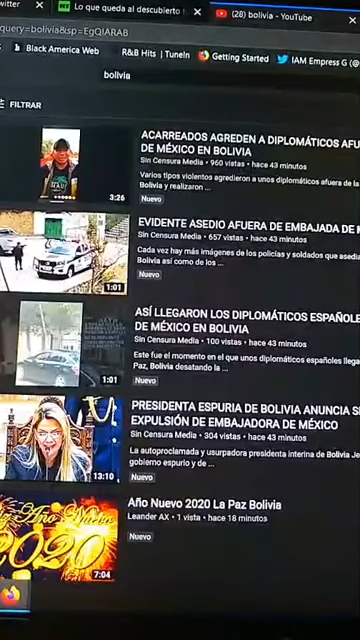 witter
RT
Lo que queda al descubierto
(28) bolivia - YouTube
query=bolivia&sp=EgQIARAB
Black America Web
R&B Hits | TuneIn
Getting Started
IAM Empress G (@
bolivia
FILTRAR
ACARREADOS AGREDEN A DIPLOMÁTICOS AFU
DE MÉXICO EN BOLIVIA
Sin Censura Media • 960 vistas • hace 43 minutos
Varios tipos violentos agredieron a unos diplomáticos afuera de la
Bolivia y realizaron ...
Nuevo
3:26
EVIDENTE ASEDIO AFUERA DE EMBAJADA DE M
Sin Censura Media • 657 vistas • hace 43 minutos
Cada vez hay más imágenes de los policías y soldados que asedia
Bolivia así como de los ...
Nuevo
1:01
ASÍ LLEGARON LOS DIPLOMÁTICOS ESPAÑOLE
DE MÉXICO EN BOLIVIA
Sin Censura Media • 100 vistas • hace 43 minutos
Este fue el momento en el que unos diplomáticos españoles llega
Paz, Bolivia desatando la ...
Nuevo
1:01
PRESIDENTA ESPURIA DE BOLIVIA ANUNCIA S
EXPULSIÓN DE EMBAJADORA DE MÉXICO
Sin Censura Media • 304 vistas • hace 43 minutos
La autoproclamada y usurpadora presidenta interina de Bolivia Je
gobierno espurio y de ...
Nuevo
13:10
Año Nuevo 2020 La Paz Bolivia
Leander AX • 1 vista • hace 18 minutos
Nuevo
Año Nuevo
2020
7:04